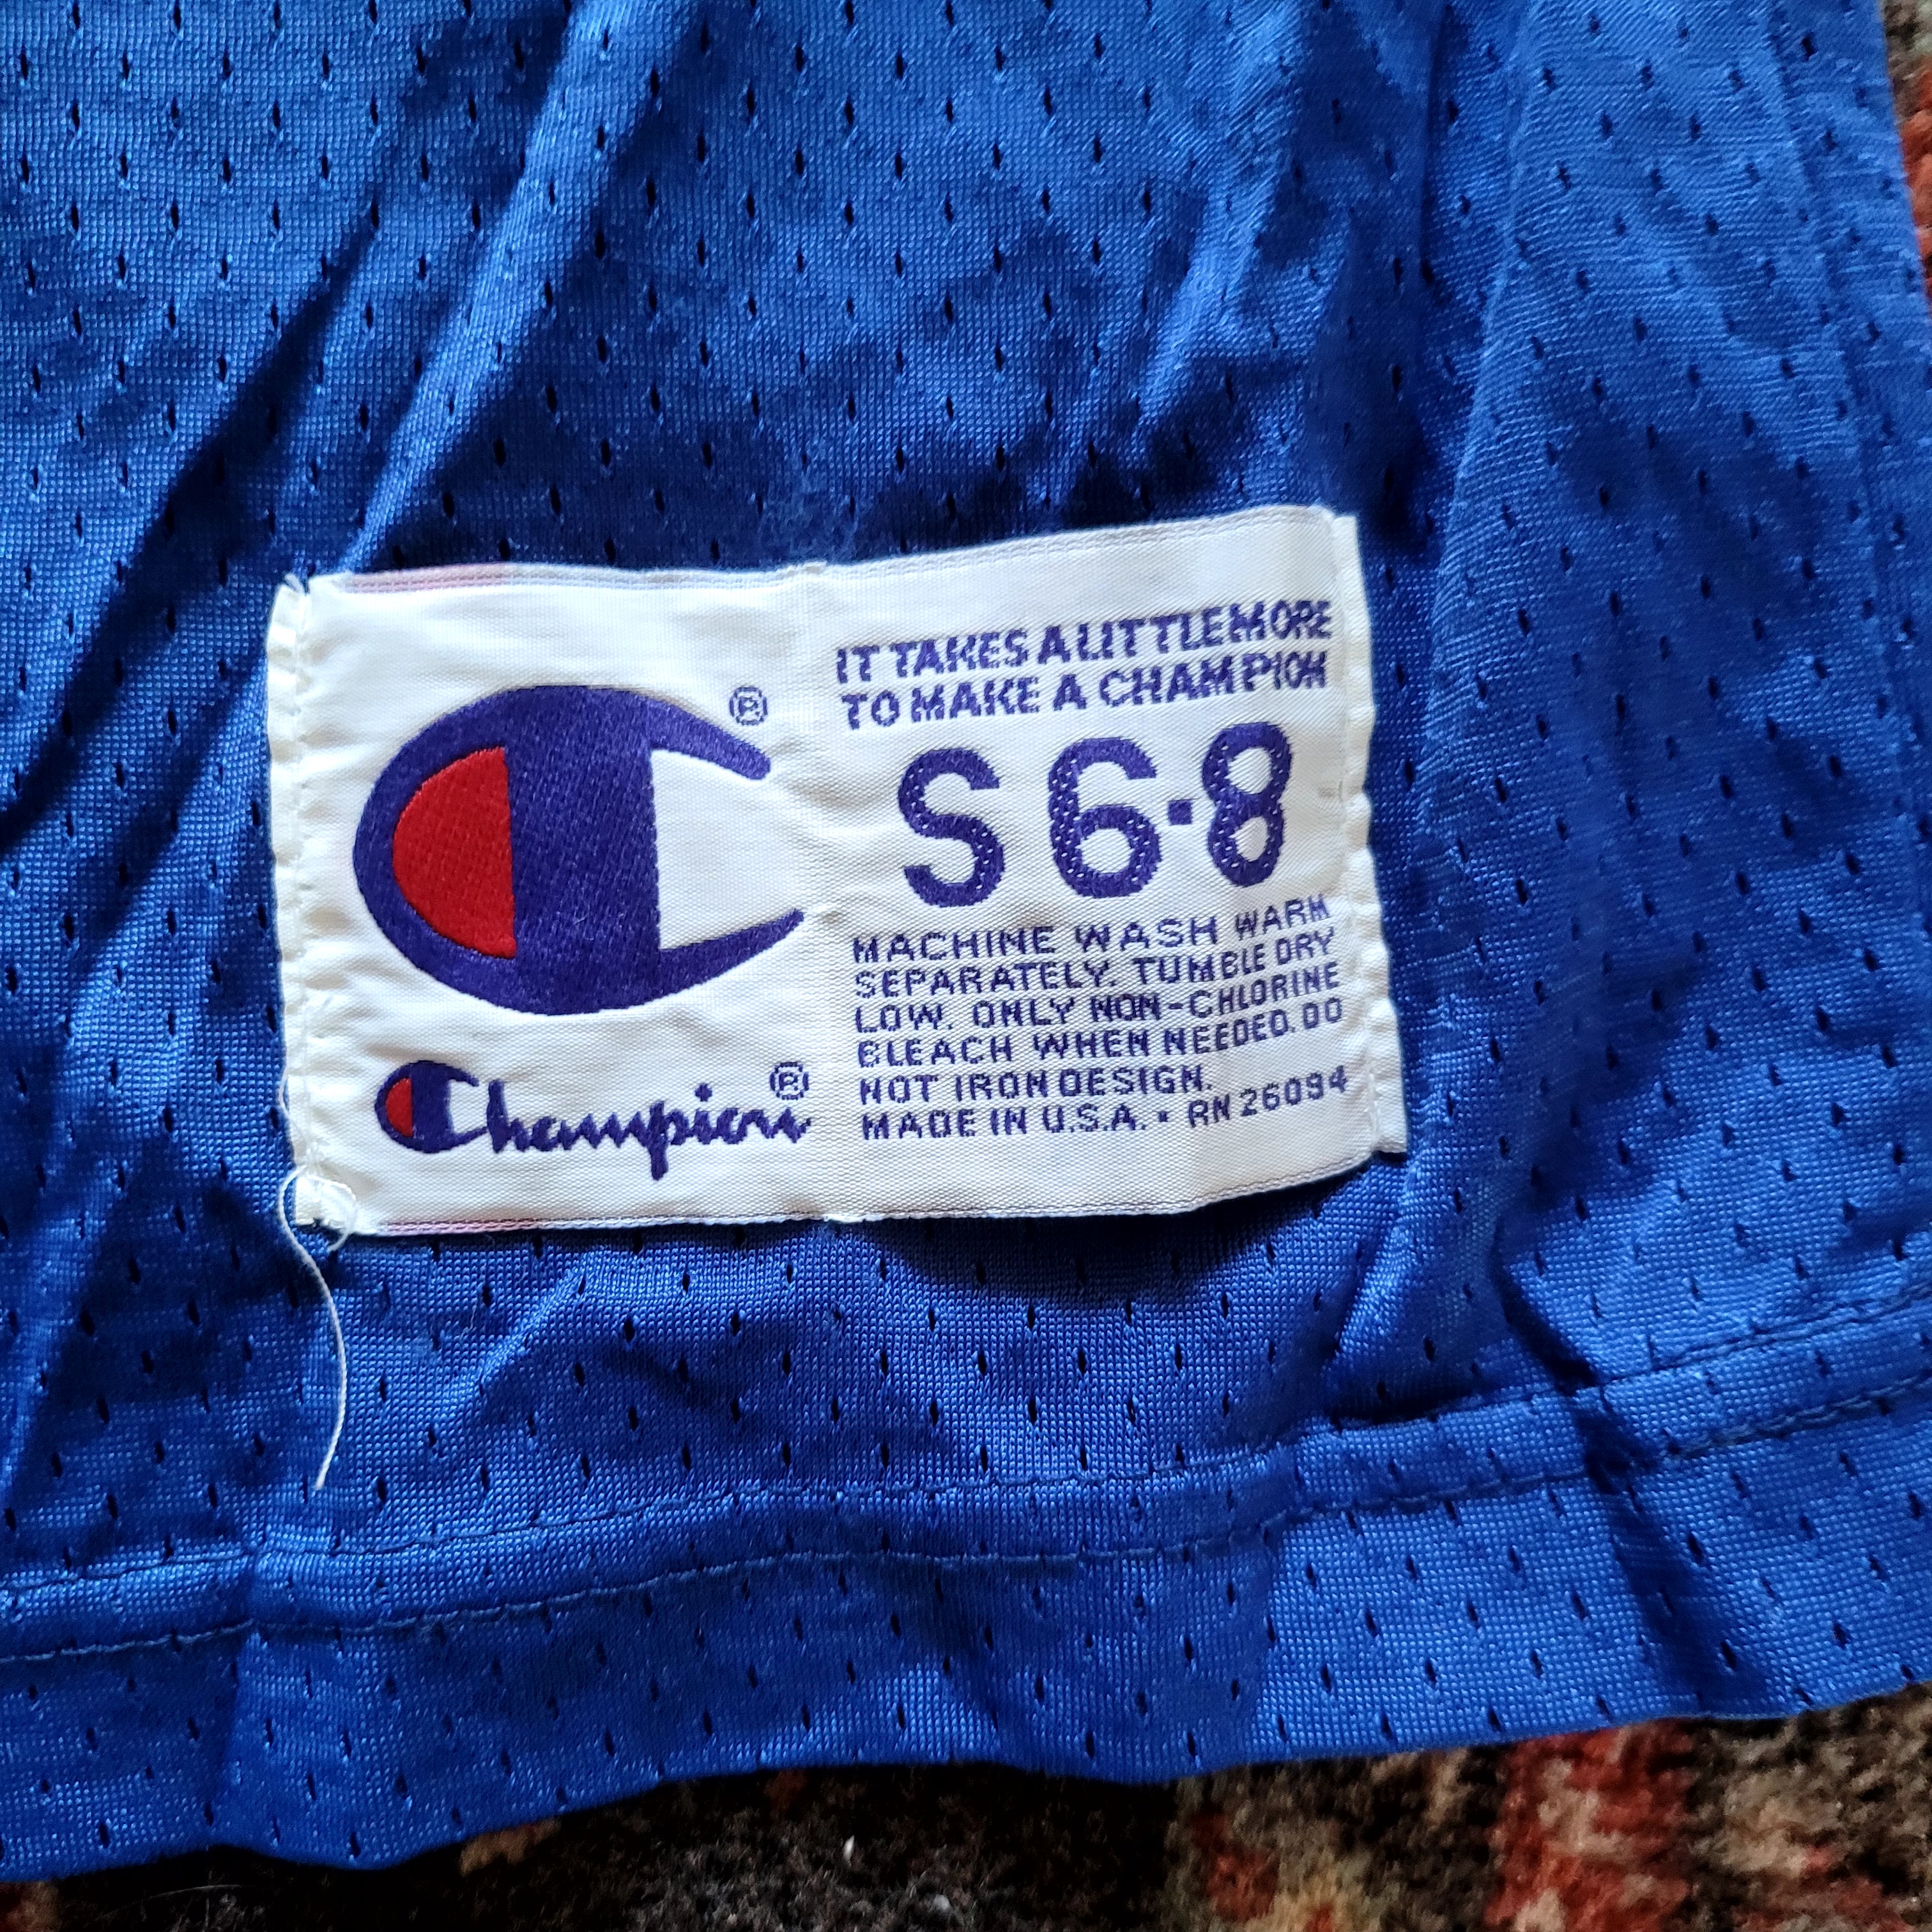 ®
IT TAKES A LITTLE MORE
TO MAKE A CHAMPION
S 6-8
MACHINE WASH WARM
SEPARATELY. TUMBLE DRY
LOW. ONLY NON-CHLORINE
BLEACH WHEN NEEDED. DO
NOT IRON DESIGN.
MADE IN U.S.A. • RN 26094
Champion®